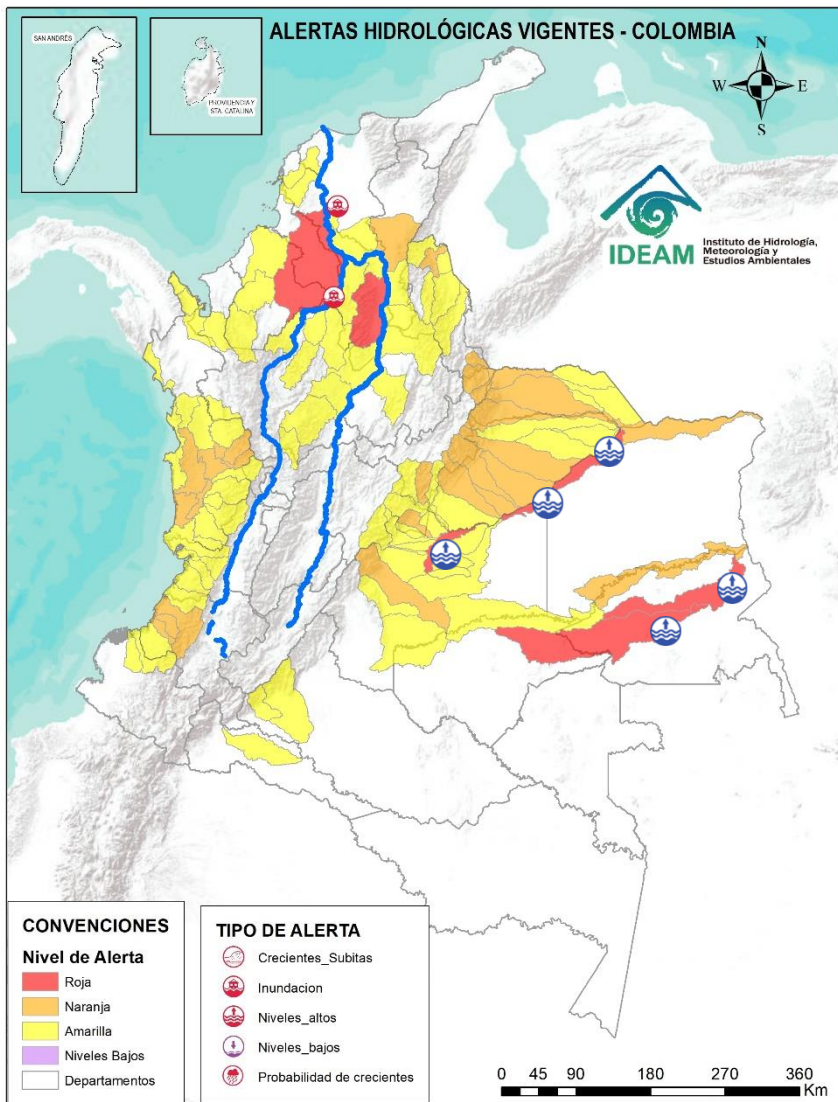 ALERTAS HIDROLÓGICAS VIGENTES - COLOMBIA
SAN ANDRÉS
PROVIDENCIA Y
STA. CATALINA
N
W
E
S
IDEAM
Instituto de Hidrología,
Meteorología y
Estudios Ambientales
CONVENCIONES
Nivel de Alerta
Roja
Naranja
Amarilla
Niveles Bajos
Departamentos
TIPO DE ALERTA
Crecientes_Subitas
Inundacion
Niveles_altos
Niveles_bajos
Probabilidad de crecientes
0 45 90 180 270 360
Km